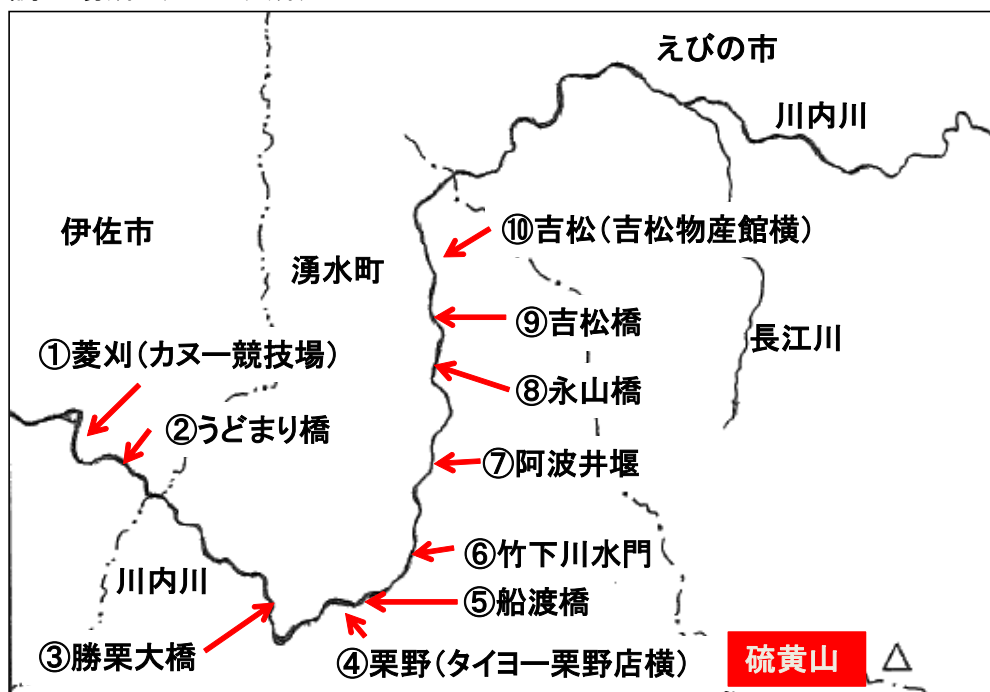 えびの市
川内川
伊佐市
⑩吉松(吉松物産館横)
湧水町
⑨吉松橋
長江川
①菱刈(カヌー競技場)
⑧永山橋
②うどまり橋
⑦阿波井堰
⑥竹下川水門
川内川
⑤船渡橋
③勝栗大橋
④栗野(タイヨー栗野店横)
硫黄山